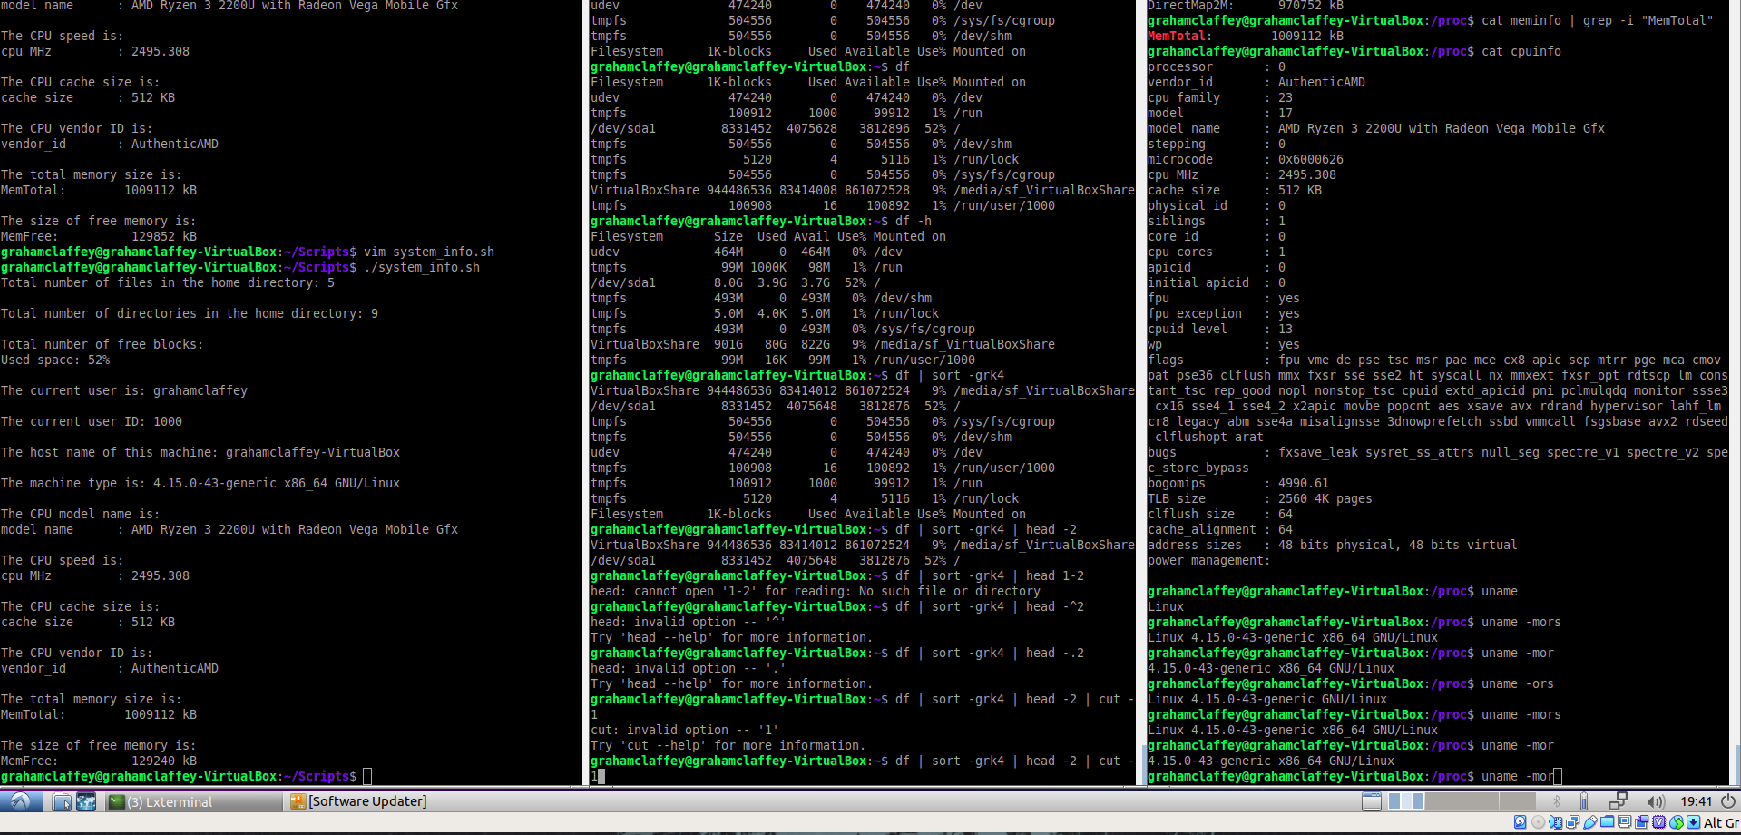 model name      : AMD Ryzen 3 2200U with Radeon Vega Mobile Gfx

The CPU speed is:
cpu MHz         : 2495.308

The CPU cache size is:
cache size      : 512 KB

The CPU vendor ID is:
vendor_id       : AuthenticAMD

The total memory size is:
MemTotal:        1009112 kB

The size of free memory is:
MemFree:          129852 kB
grahamclaffey@grahamclaffey-VirtualBox:~/Scripts$ vim system_info.sh
grahamclaffey@grahamclaffey-VirtualBox:~/Scripts$ ./system_info.sh
Total number of files in the home directory: 5

Total number of directories in the home directory: 9

Total number of free blocks:
Used space: 52%

The current user is: grahamclaffey

The current user ID: 1000

The host name of this machine: grahamclaffey-VirtualBox

The machine type is: 4.15.0-43-generic x86_64 GNU/Linux

The CPU model name is:
model name      : AMD Ryzen 3 2200U with Radeon Vega Mobile Gfx

The CPU speed is:
cpu MHz         : 2495.308

The CPU cache size is:
cache size      : 512 KB

The CPU vendor ID is:
vendor_id       : AuthenticAMD

The total memory size is:
MemTotal:        1009112 kB

The size of free memory is:
MemFree:          129240 kB
grahamclaffey@grahamclaffey-VirtualBox:~/Scripts$
udev               474240        0    474240   0% /dev
tmpfs              504556        0    504556   0% /sys/fs/cgroup
tmpfs              504556        0    504556   0% /dev/shm
Filesystem      1K-blocks     Used Available Use% Mounted on
grahamclaffey@grahamclaffey-VirtualBox:~$ df
Filesystem      1K-blocks     Used Available Use% Mounted on
udev               474240        0    474240   0% /dev
tmpfs              100912     1000     99912   1% /run
/dev/sda1         8331452  4075628   3812896  52% /
tmpfs              504556        0    504556   0% /dev/shm
tmpfs                5120        4      5116   1% /run/lock
tmpfs              504556        0    504556   0% /sys/fs/cgroup
VirtualBoxShare 944486536 83414008 861072528   9% /media/sf_VirtualBoxShare
tmpfs              100908       16    100892   1% /run/user/1000
grahamclaffey@grahamclaffey-VirtualBox:~$ df -h
Filesystem       Size  Used Avail Use% Mounted on
udev             464M     0  464M   0% /dev
tmpfs             99M 1000K   98M   1% /run
/dev/sda1        8.0G  3.9G  3.7G  52% /
tmpfs            493M     0  493M   0% /dev/shm
tmpfs            5.0M  4.0K  5.0M   1% /run/lock
tmpfs            493M     0  493M   0% /sys/fs/cgroup
VirtualBoxShare  901G   80G  822G   9% /media/sf_VirtualBoxShare
tmpfs             99M   16K   99M   1% /run/user/1000
grahamclaffey@grahamclaffey-VirtualBox:~$ df | sort -grk4
VirtualBoxShare 944486536 83414012 861072524   9% /media/sf_VirtualBoxShare
/dev/sda1         8331452  4075648   3812876  52% /
tmpfs              504556        0    504556   0% /sys/fs/cgroup
tmpfs              504556        0    504556   0% /dev/shm
udev               474240        0    474240   0% /dev
tmpfs              100908       16    100892   1% /run/user/1000
tmpfs              100912     1000     99912   1% /run
tmpfs                5120        4      5116   1% /run/lock
Filesystem      1K-blocks     Used Available Use% Mounted on
grahamclaffey@grahamclaffey-VirtualBox:~$ df | sort -grk4 | head -2
VirtualBoxShare 944486536 83414012 861072524   9% /media/sf_VirtualBoxShare
/dev/sda1         8331452  4075648   3812876  52% /
grahamclaffey@grahamclaffey-VirtualBox:~$ df | sort -grk4 | head 1-2
head: cannot open '1-2' for reading: No such file or directory
grahamclaffey@grahamclaffey-VirtualBox:~$ df | sort -grk4 | head -^2
head: invalid option -- '^'
Try 'head --help' for more information.
grahamclaffey@grahamclaffey-VirtualBox:~$ df | sort -grk4 | head -.2
head: invalid option -- '.'
Try 'head --help' for more information.
grahamclaffey@grahamclaffey-VirtualBox:~$ df | sort -grk4 | head -2 | cut -
1
cut: invalid option -- '1'
Try 'cut --help' for more information.
grahamclaffey@grahamclaffey-VirtualBox:~$ df | sort -grk4 | head -2 | cut -
1
DirectMap2M:      970752 kB
grahamclaffey@grahamclaffey-VirtualBox:/proc$ cat meminfo | grep -i "MemTotal"
MemTotal:        1009112 kB
grahamclaffey@grahamclaffey-VirtualBox:/proc$ cat cpuinfo
processor       : 0
vendor_id       : AuthenticAMD
cpu family      : 23
model           : 17
model name      : AMD Ryzen 3 2200U with Radeon Vega Mobile Gfx
stepping        : 0
microcode       : 0x6000626
cpu MHz         : 2495.308
cache size      : 512 KB
physical id     : 0
siblings        : 1
core id         : 0
cpu cores       : 1
apicid          : 0
initial apicid  : 0
fpu             : yes
fpu_exception   : yes
cpuid level     : 13
wp              : yes
flags           : fpu vme de pse tsc msr pae mce cx8 apic sep mtrr pge mca cmov
pat pse36 clflush mmx fxsr sse sse2 ht syscall nx mmxext fxsr_opt rdtscp lm cons
tant_tsc rep_good nopl nonstop_tsc cpuid extd_apicid pni pclmulqdq monitor ssse3
 cx16 sse4_1 sse4_2 x2apic movbe popcnt aes xsave avx rdrand hypervisor lahf_lm
cr8_legacy abm sse4a misalignsse 3dnowprefetch ssbd vmmcall fsgsbase avx2 rdseed
 clflushopt arat
bugs            : fxsave_leak sysret_ss_attrs null_seg spectre_v1 spectre_v2 spe
c_store_bypass
bogomips        : 4990.61
TLB size        : 2560 4K pages
clflush size    : 64
cache_alignment : 64
address sizes   : 48 bits physical, 48 bits virtual
power management:

grahamclaffey@grahamclaffey-VirtualBox:/proc$ uname
Linux
grahamclaffey@grahamclaffey-VirtualBox:/proc$ uname -mors
Linux 4.15.0-43-generic x86_64 GNU/Linux
grahamclaffey@grahamclaffey-VirtualBox:/proc$ uname -mor
4.15.0-43-generic x86_64 GNU/Linux
grahamclaffey@grahamclaffey-VirtualBox:/proc$ uname -ors
Linux 4.15.0-43-generic GNU/Linux
grahamclaffey@grahamclaffey-VirtualBox:/proc$ uname -mors
Linux 4.15.0-43-generic x86_64 GNU/Linux
grahamclaffey@grahamclaffey-VirtualBox:/proc$ uname -mor
4.15.0-43-generic x86_64 GNU/Linux
grahamclaffey@grahamclaffey-VirtualBox:/proc$ uname -mor
(3) Lxterminal
[Software Updater]
19:41
Alt Gr